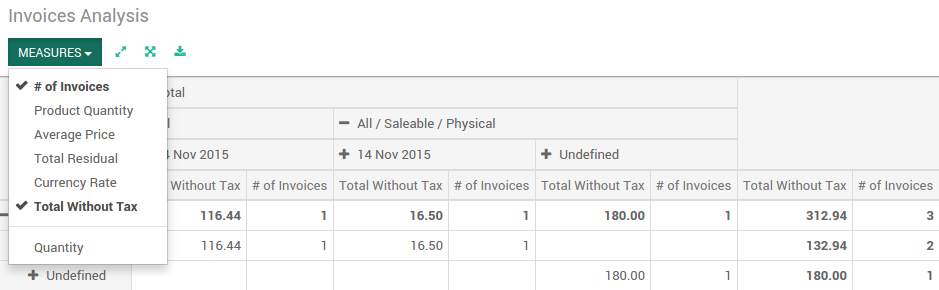 Invoices Analysis
MEASURES
# of Invoices
Product Quantity
Average Price
Total Residual
Currency Rate
Total Without Tax
Quantity
All / Saleable / Physical
Nov 2015 14 Nov 2015 Undefined
Without Tax # of Invoices Total Without Tax # of Invoices Total Without Tax # of Invoices Total Without Tax # of Invoices
116.44 1 16.50 1 180.00 1 312.94 3
116.44 1 16.50 1 132.94 2
Undefined 180.00 1 180.00 1